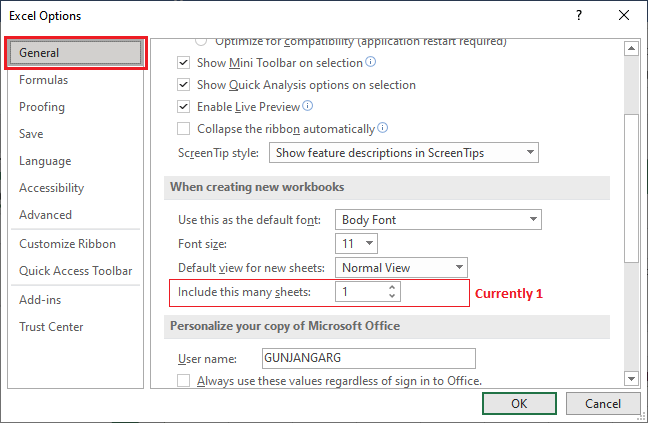 Excel Options
?
General
Formulas
Proofing
Save
Language
Accessibility
Advanced
Customize Ribbon
Quick Access Toolbar
Add-ins
Trust Center
Optimize for compatibility (application restart required)
Show Mini Toolbar on selection
Show Quick Analysis options on selection
Enable Live Preview
Collapse the ribbon automatically
ScreenTip style: Show feature descriptions in ScreenTips
When creating new workbooks
Use this as the default font: Body Font
Font size: 11
Default view for new sheets: Normal View
Include this many sheets: 1 Currently 1
Personalize your copy of Microsoft Office
User name: GUNJANGARG
Always use these values regardless of sign in to Office.
OK Cancel